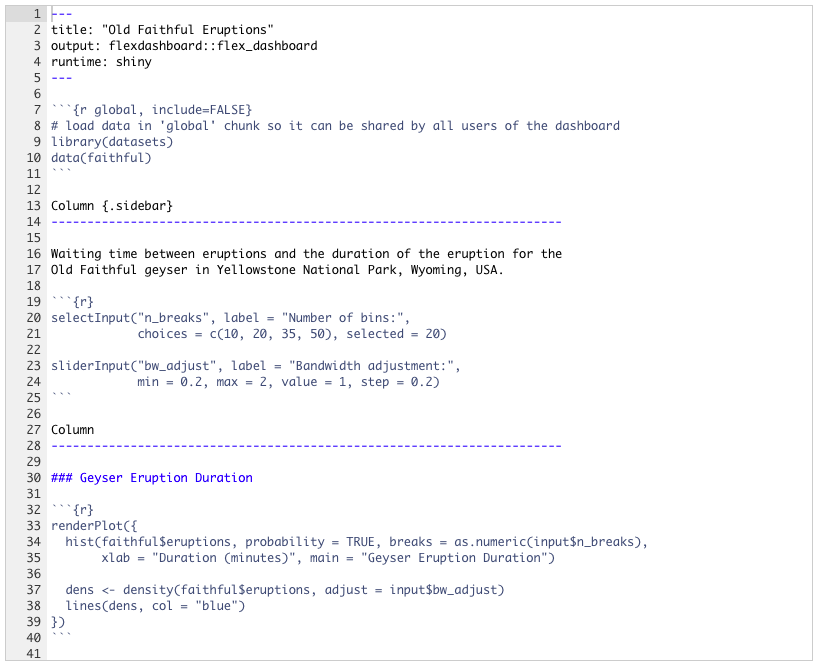 1 ---
2 title: "Old Faithful Eruptions"
3 output: flexdashboard::flex_dashboard
4 runtime: shiny
5 ---
6
7 ```{r global, include=FALSE}
8 # load data in 'global' chunk so it can be shared by all users of the dashboard
9 library(datasets)
10 data(faithful)
11 ```
12
13 Column {.sidebar}
14 -----------------------------------------------------------------------
15
16 Waiting time between eruptions and the duration of the eruption for the
17 Old Faithful geyser in Yellowstone National Park, Wyoming, USA.
18
19 ```{r}
20 selectInput("n_breaks", label = "Number of bins:",
21             choices = c(10, 20, 35, 50), selected = 20)
22
23 sliderInput("bw_adjust", label = "Bandwidth adjustment:",
24             min = 0.2, max = 2, value = 1, step = 0.2)
25 ```
26
27 Column
28 -----------------------------------------------------------------------
29
30 ### Geyser Eruption Duration
31
32 ```{r}
33 renderPlot({
34   hist(faithful$eruptions, probability = TRUE, breaks = as.numeric(input$n_breaks),
35        xlab = "Duration (minutes)", main = "Geyser Eruption Duration")
36
37   dens <- density(faithful$eruptions, adjust = input$bw_adjust)
38   lines(dens, col = "blue")
39 })
40 ```
41